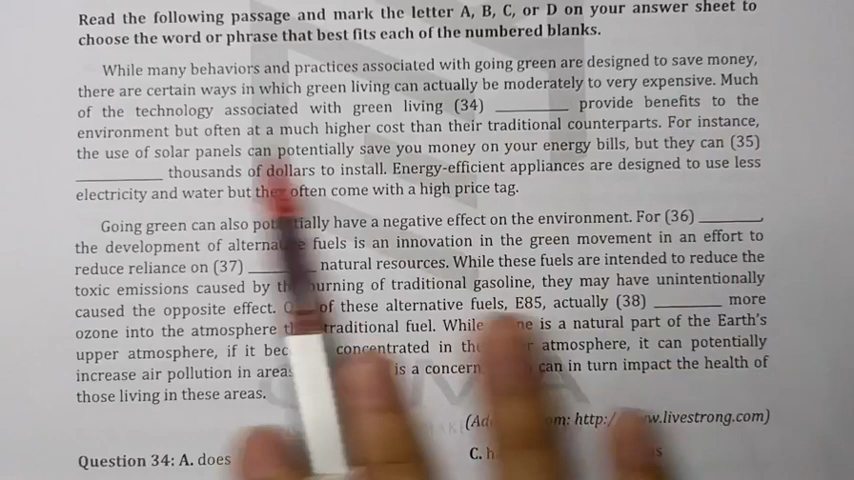 Read the following passage and mark the letter A, B, C, or D on your answer sheet to
choose the word or phrase that best fits each of the numbered blanks.
While many behaviors and practices associated with going green are designed to save money,
there are certain ways in which green living can actually be moderately to very expensive. Much
of the technology associated with green living (34) ________ provide benefits to the
environment but often at a much higher cost than their traditional counterparts. For instance,
the use of solar panels can potentially save you money on your energy bills, but they can (35)
________ thousands of dollars to install. Energy-efficient appliances are designed to use less
electricity and water but they often come with a high price tag.
Going green can also potentially have a negative effect on the environment. For (36) ________,
the development of alternative fuels is an innovation in the green movement in an effort to
reduce reliance on (37) ________ natural resources. While these fuels are intended to reduce the
toxic emissions caused by the burning of traditional gasoline, they may have unintentionally
caused the opposite effect. of these alternative fuels, E85, actually (38) ________ more
ozone into the atmosphere traditional fuel. While is a natural part of the Earth's
upper atmosphere, if it concentrated in the atmosphere, it can potentially
increase air pollution in areas is a concern can in turn impact the health of
those living in these areas.
http:/ w.livestrong.com)
Question 34: A. does C.